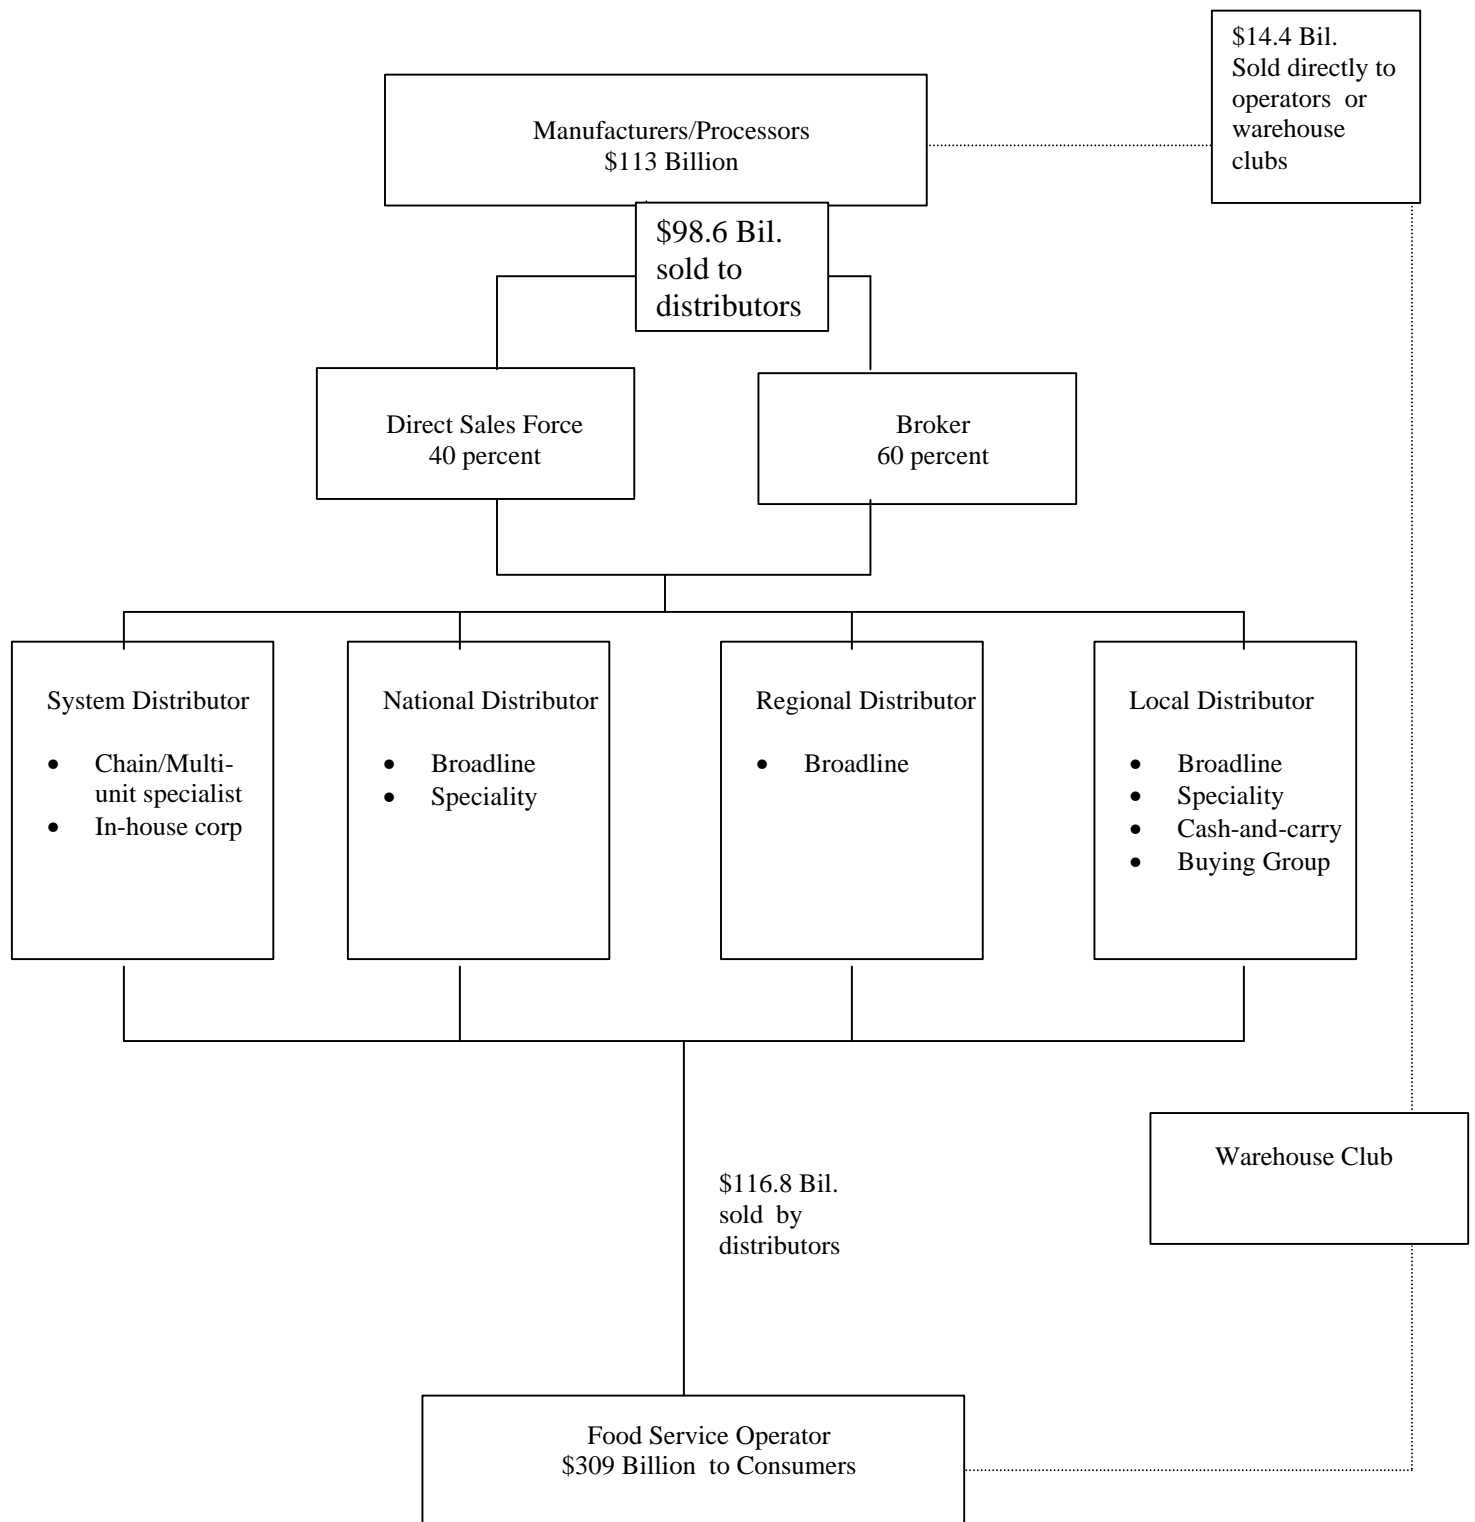 $14.4 Bil.
Sold directly to
operators or
warehouse
clubs
Manufacturers/Processors
$113 Billion
$98.6 Bil.
sold to
distributors
Direct Sales Force
40 percent
Broker
60 percent
System Distributor
• Chain/Multi-
unit specialist
• In-house corp
National Distributor
• Broadline
• Speciality
Regional Distributor
• Broadline
Local Distributor
• Broadline
• Speciality
• Cash-and-carry
• Buying Group
$116.8 Bil.
sold by
distributors
Warehouse Club
Food Service Operator
$309 Billion to Consumers